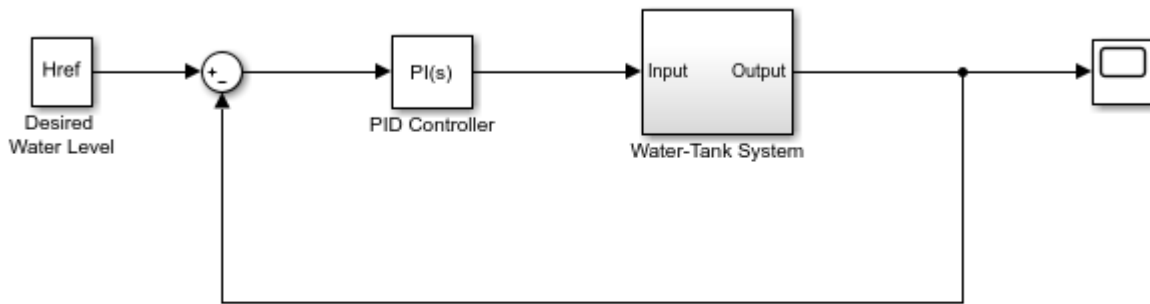 Href
Desired
Water Level
+
−
PI(s)
PID Controller
Input
Output
Water-Tank System